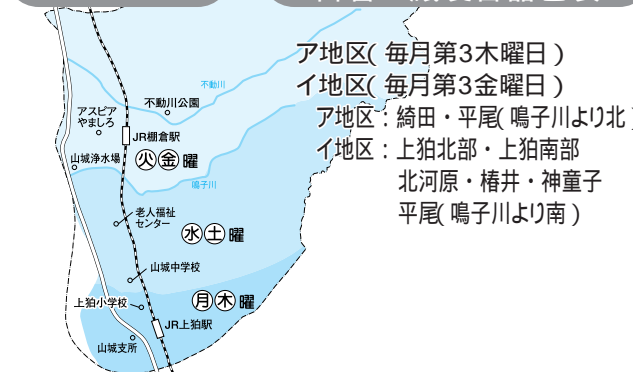 ア地区(毎月第3木曜日)
イ地区(毎月第3金曜日)
ア地区：綺田・平尾(鳴子川より北)
イ地区：上狛北部・上狛南部
北河原・椿井・神童子
平尾(鳴子川より南)
不動川
不動川公園
アスピア
やましろ
JR棚倉駅
山城浄水場
火金曜
鳴子川
老人福祉
センター
水土曜
山城中学校
月木曜
上狛小学校
JR上狛駅
山城支所